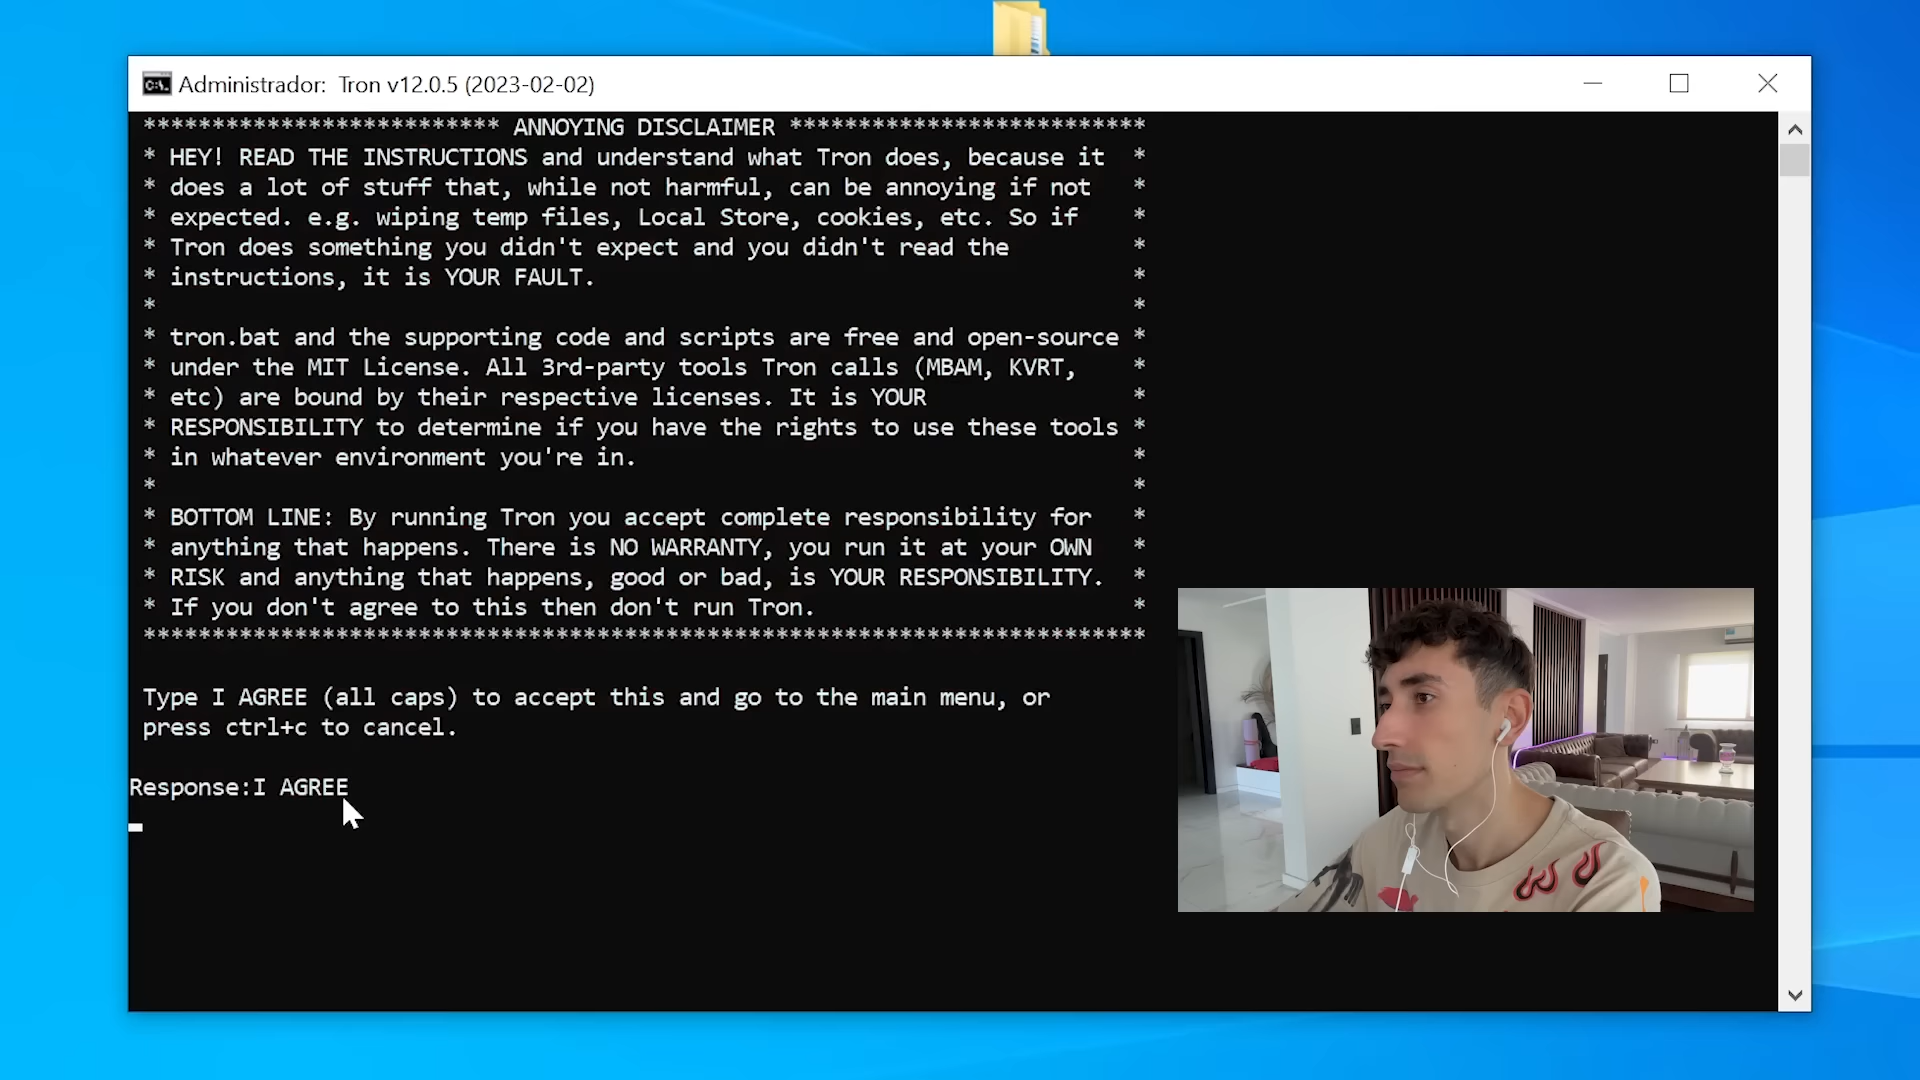 Administrador: Tron v12.0.5 (2023-02-02)
************************** ANNOYING DISCLAIMER **************************
* HEY! READ THE INSTRUCTIONS and understand what Tron does, because it *
* does a lot of stuff that, while not harmful, can be annoying if not *
* expected. e.g. wiping temp files, Local Store, cookies, etc. So if *
* Tron does something you didn't expect and you didn't read the *
* instructions, it is YOUR FAULT. *
* *
* tron.bat and the supporting code and scripts are free and open-source *
* under the MIT License. All 3rd-party tools Tron calls (MBAM, KVRT, *
* etc) are bound by their respective licenses. It is YOUR *
* RESPONSIBILITY to determine if you have the rights to use these tools *
* in whatever environment you're in. *
* *
* BOTTOM LINE: By running Tron you accept complete responsibility for *
* anything that happens. There is NO WARRANTY, you run it at your OWN *
* RISK and anything that happens, good or bad, is YOUR RESPONSIBILITY. *
* If you don't agree to this then don't run Tron. *
*************************************************************************
Type I AGREE (all caps) to accept this and go to the main menu, or
press ctrl+c to cancel.
Response:I AGREE